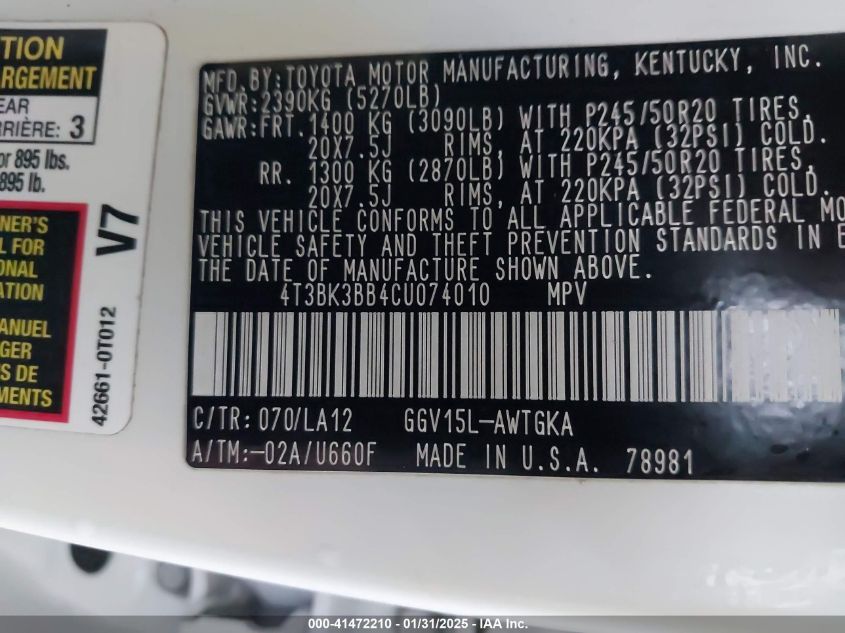 TION
RGEMENT
EAR
RRIÈRE: 3
or 895 lbs.
895 lb.
NER'S
L FOR
ONAL
TATION
ANUEL
GER
S DE
EMENTS
V7
42661-0T012
MFD. BY: TOYOTA MOTOR MANUFACTURING, KENTUCKY, INC.
GVWR: 2390KG (5270LB)
GAWR: FRT. 1400 KG (3090LB) WITH P245/50R20 TIRES,
20X7.5J RIMS, AT 220KPA (32PSI) COLD.
RR. 1300 KG (2870LB) WITH P245/50R20 TIRES,
20X7.5J RIMS, AT 220KPA (32PSI) COLD.
THIS VEHICLE CONFORMS TO ALL APPLICABLE FEDERAL MO
VEHICLE SAFETY AND THEFT PREVENTION STANDARDS IN E
THE DATE OF MANUFACTURE SHOWN ABOVE.
4T3BK3BB4CU074010 MPV
C/TR: 070/LA12 GGV15L-AWTGKA
A/TM:-02A/U660F MADE IN U.S.A. 78981
000-41472210 - 01/31/2025 - IAA Inc.